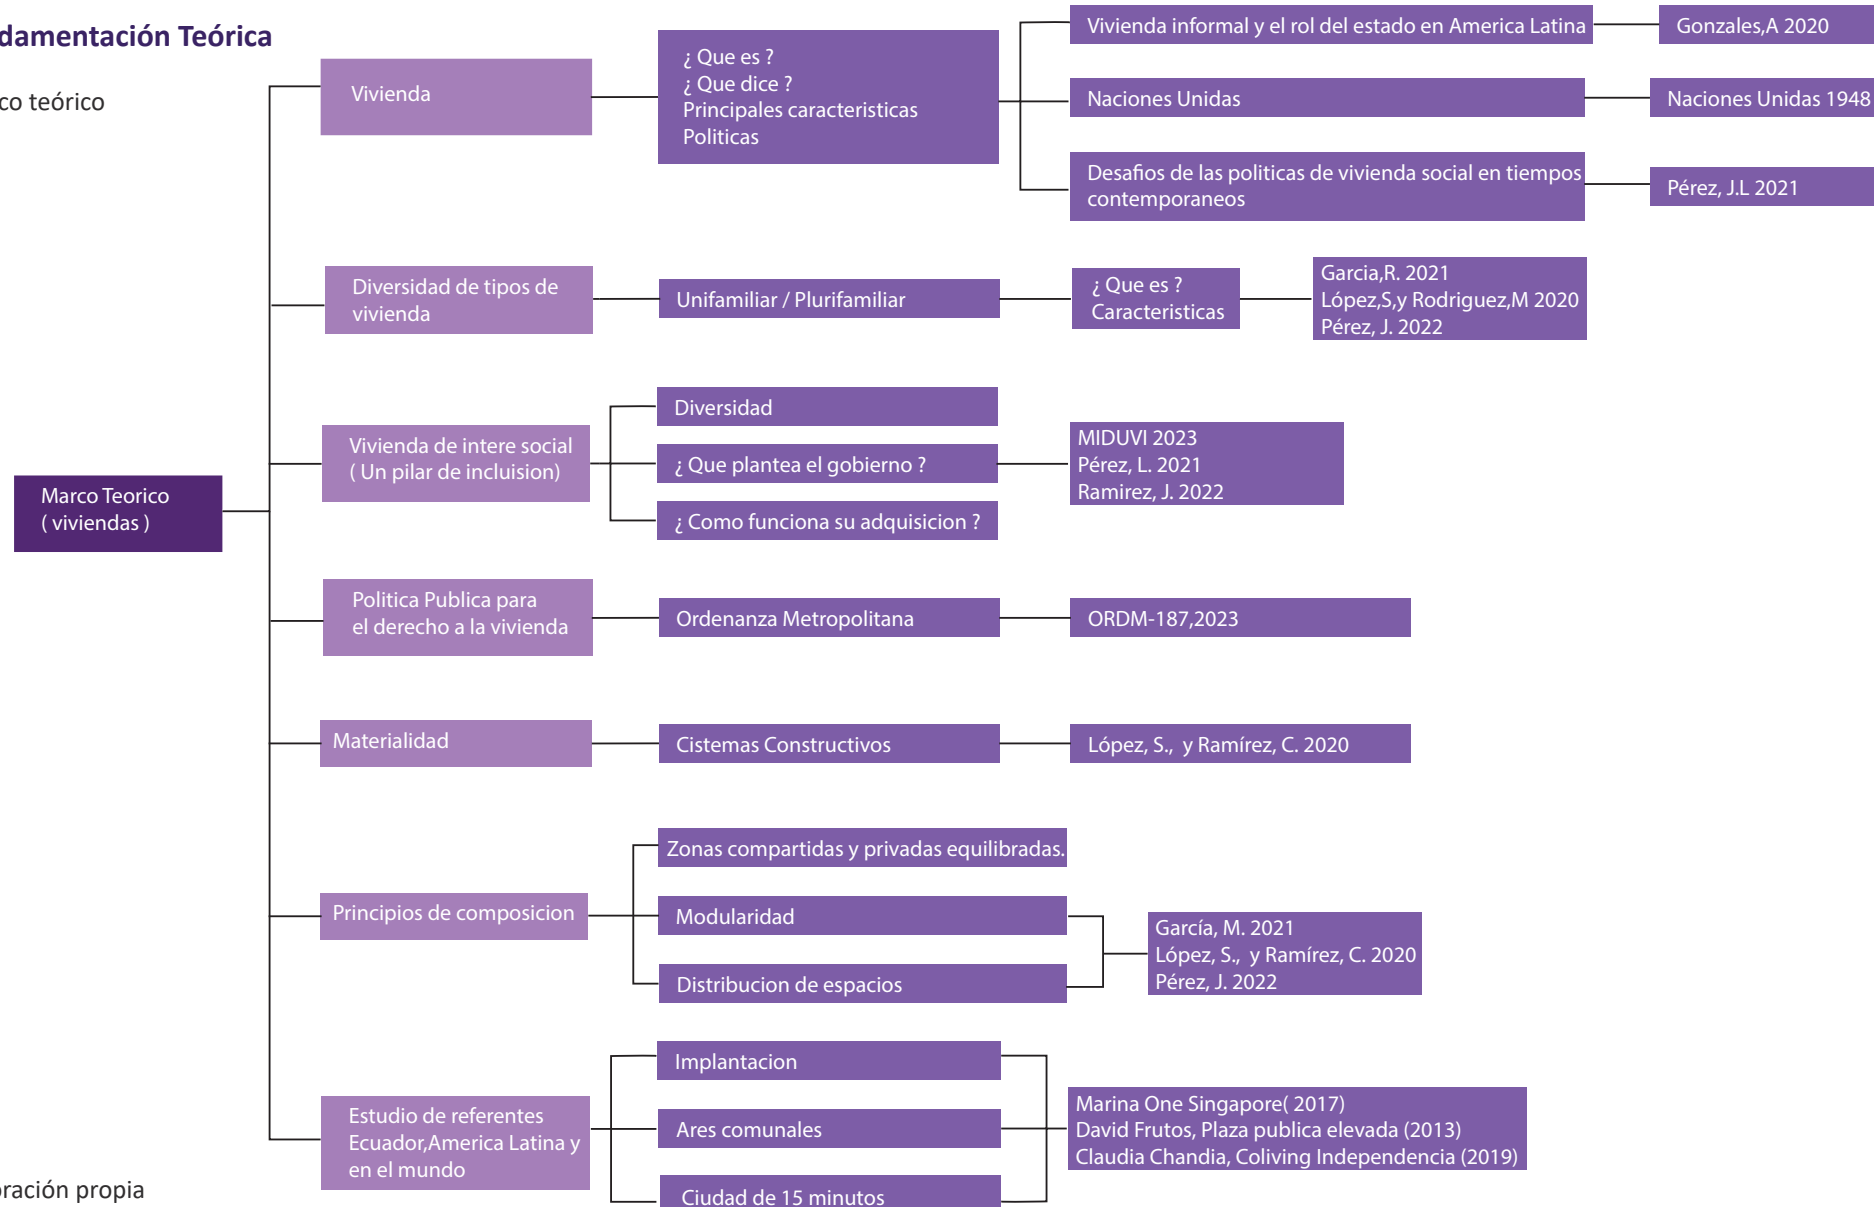 damentación Teórica
co teórico
Marco Teorico
( viviendas )
Vivienda
¿ Que es ?
¿ Que dice ?
Principales caracteristicas
Politicas
Vivienda informal y el rol del estado en America Latina
Gonzales,A 2020
Naciones Unidas
Naciones Unidas 1948
Desafios de las politicas de vivienda social en tiempos
contemporaneos
Pérez, J.L 2021
Diversidad de tipos de
vivienda
Unifamiliar / Plurifamiliar
¿ Que es ?
Caracteristicas
Garcia,R. 2021
López,S,y Rodriguez,M 2020
Pérez, J. 2022
Vivienda de intere social
( Un pilar de incluision)
Diversidad
¿ Que plantea el gobierno ?
¿ Como funciona su adquisicion ?
MIDUVI 2023
Pérez, L. 2021
Ramirez, J. 2022
Politica Publica para
el derecho a la vivienda
Ordenanza Metropolitana
ORDM-187,2023
Materialidad
Cistemas Constructivos
López, S., y Ramírez, C. 2020
Principios de composicion
Zonas compartidas y privadas equilibradas.
Modularidad
Distribucion de espacios
García, M. 2021
López, S., y Ramírez, C. 2020
Pérez, J. 2022
Estudio de referentes
Ecuador,America Latina y
en el mundo
Implantacion
Ares comunales
Ciudad de 15 minutos
Marina One Singapore( 2017)
David Frutos, Plaza publica elevada (2013)
Claudia Chandia, Coliving Independencia (2019)
oración propia